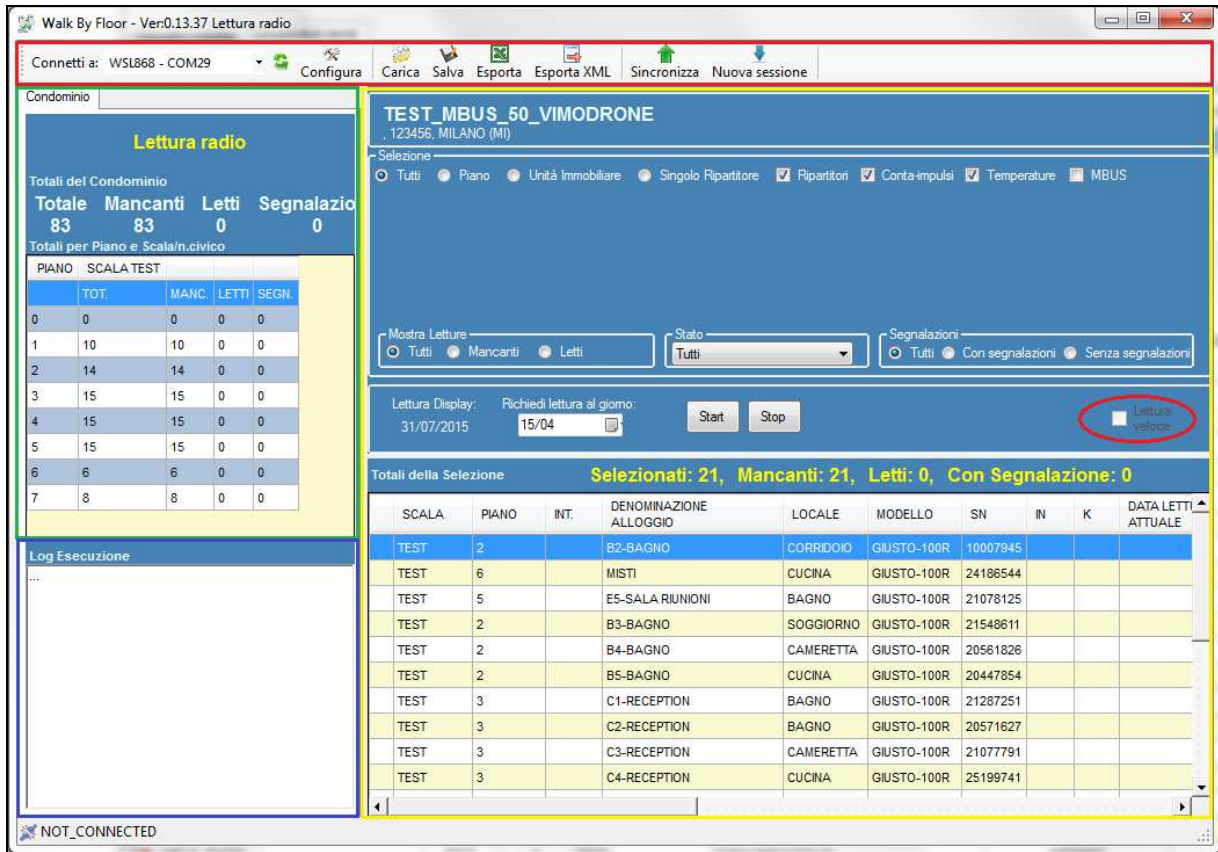 Walk By Floor - Ver:0.13.37 Lettura radio
Connetti a: WSL868 - COM29 Configura Carica Salva Esporta Esporta XML Sincronizza Nuova sessione
Condominio
Lettura radio
Totali del Condominio
Totale Mancanti Letti Segnalazio
83 83 0 0
Totali per Piano e Scala/n.civico
PIANO SCALA TEST
TOT. MANC. LETTI SEGN.
0 0 0 0 0
1 10 10 0 0
2 14 14 0 0
3 15 15 0 0
4 15 15 0 0
5 15 15 0 0
6 6 6 0 0
7 8 8 0 0
Log Esecuzione
...
TEST_MBUS_50_VIMODRONE
, 123456, MILANO (MI)
Selezione
Tutti Piano Unità Immobiliare Singolo Ripartitore Ripartitori Conta-impulsi Temperature MBUS
Mostra Letture
Tutti Mancanti Letti
Stato
Tutti
Segnalazioni
Tutti Con segnalazioni Senza segnalazioni
Lettura Display: Richiedi lettura al giorno:
31/07/2015 15/04 Start Stop
Lettura
veloce
Totali della Selezione Selezionati: 21, Mancanti: 21, Letti: 0, Con Segnalazione: 0
SCALA PIANO INT. DENOMINAZIONE ALLOGGIO LOCALE MODELLO SN IN K DATA LETT ATTUALE
TEST 2 B2-BAGNO CORRIDOIO GIUSTO-100R 10007945
TEST 6 MISTI CUCINA GIUSTO-100R 24186544
TEST 5 E5-SALA RIUNIONI BAGNO GIUSTO-100R 21078125
TEST 2 B3-BAGNO SOGGIORNO GIUSTO-100R 21548611
TEST 2 B4-BAGNO CAMERETTA GIUSTO-100R 20561826
TEST 2 B5-BAGNO CUCINA GIUSTO-100R 20447854
TEST 3 C1-RECEPTION BAGNO GIUSTO-100R 21287251
TEST 3 C2-RECEPTION BAGNO GIUSTO-100R 20571627
TEST 3 C3-RECEPTION CAMERETTA GIUSTO-100R 21077791
TEST 3 C4-RECEPTION CUCINA GIUSTO-100R 25199741
NOT_CONNECTED